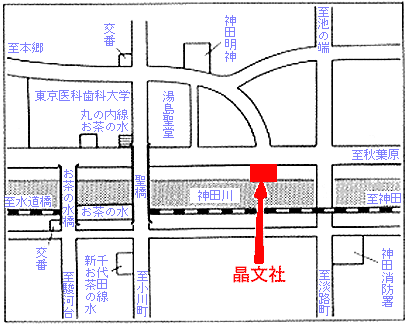 至本郷
交番
神田明神
至池の端
東京医科歯科大学
丸の内線
お茶の水
湯島聖堂
至秋葉原
お茶の水橋
聖橋
至水道橋
神田川
至神田
お茶の水
交番
新お茶の水
千代田線
至駿河台
至小川町
晶文社
至淡路町
神田消防署